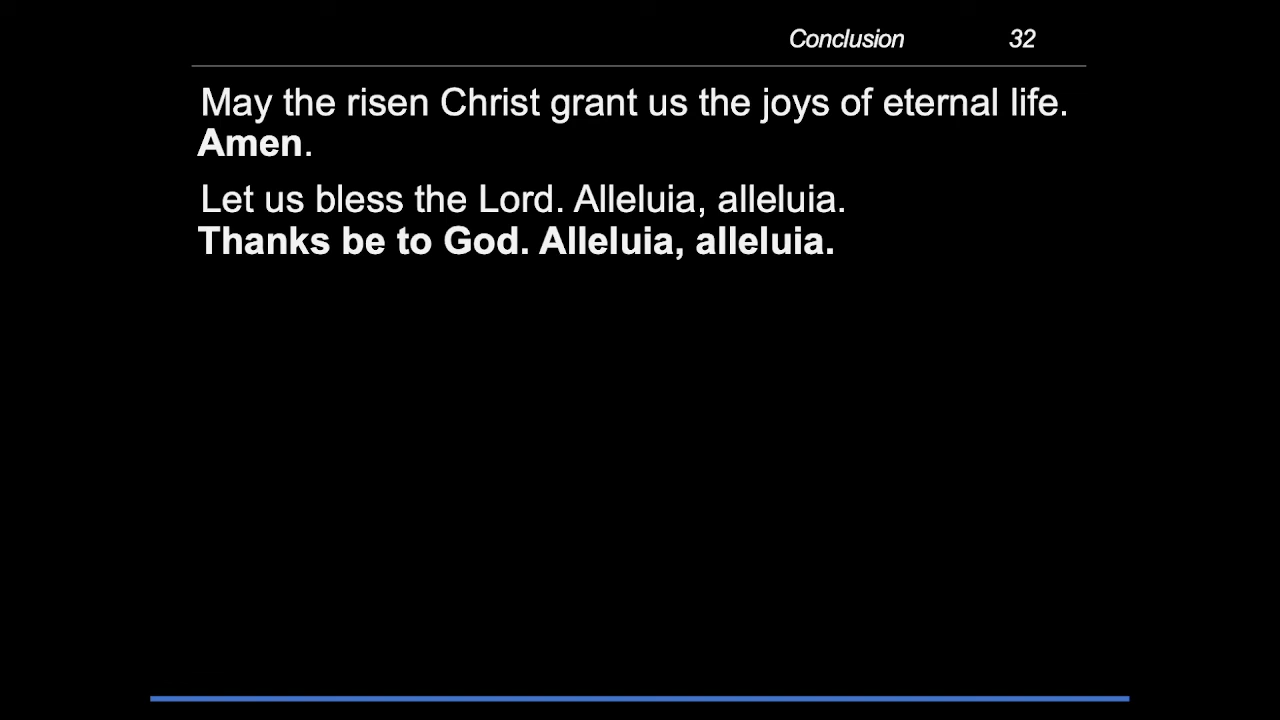 Conclusion 32
May the risen Christ grant us the joys of eternal life.
Amen.
Let us bless the Lord. Alleluia, alleluia.
Thanks be to God. Alleluia, alleluia.